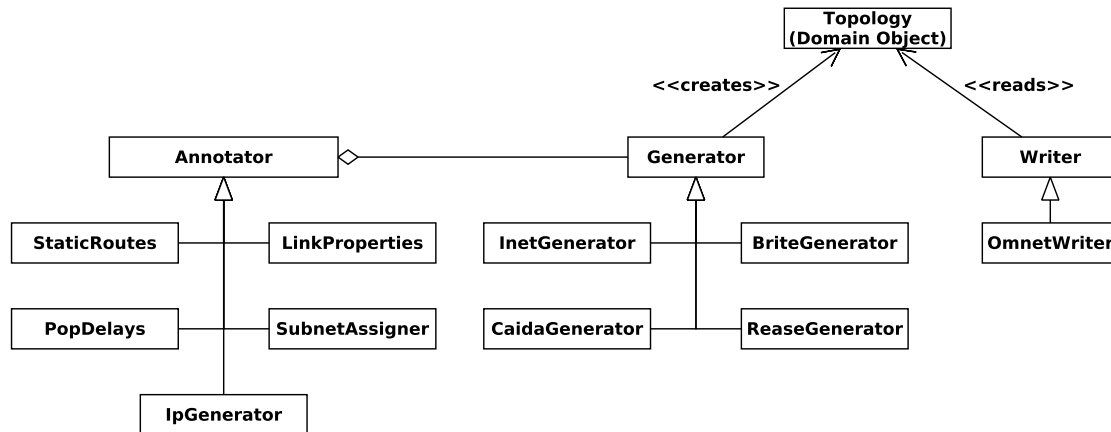 Topology
(Domain Object)
<<creates>>
<<reads>>
Annotator
Generator
Writer
StaticRoutes
LinkProperties
InetGenerator
BriteGenerator
OmnetWriter
PopDelays
SubnetAssigner
CaidaGenerator
ReaseGenerator
IpGenerator